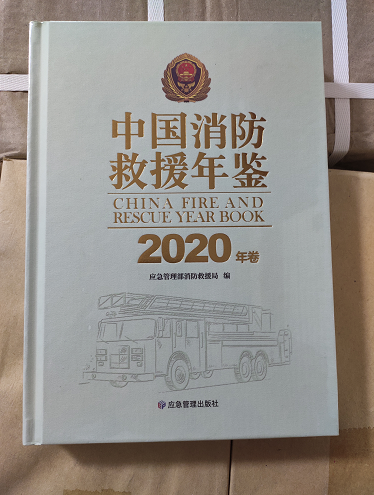 中国消防
救援年鉴
CHINA FIRE AND
RESCUE YEAR BOOK
2020年卷
应急管理部消防救援局 编
应急管理出版社